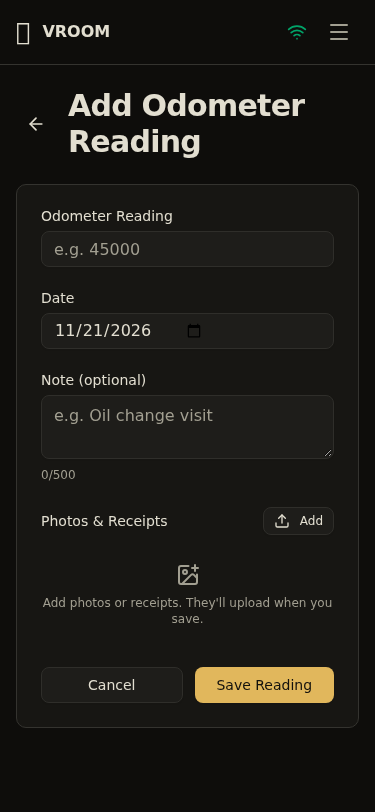 VROOM
Add Odometer
Reading
Odometer Reading
e.g. 45000
Date
11/21/2026
Note (optional)
e.g. Oil change visit
0/500
Photos & Receipts
Add
Add photos or receipts. They'll upload when you
save.
Cancel
Save Reading